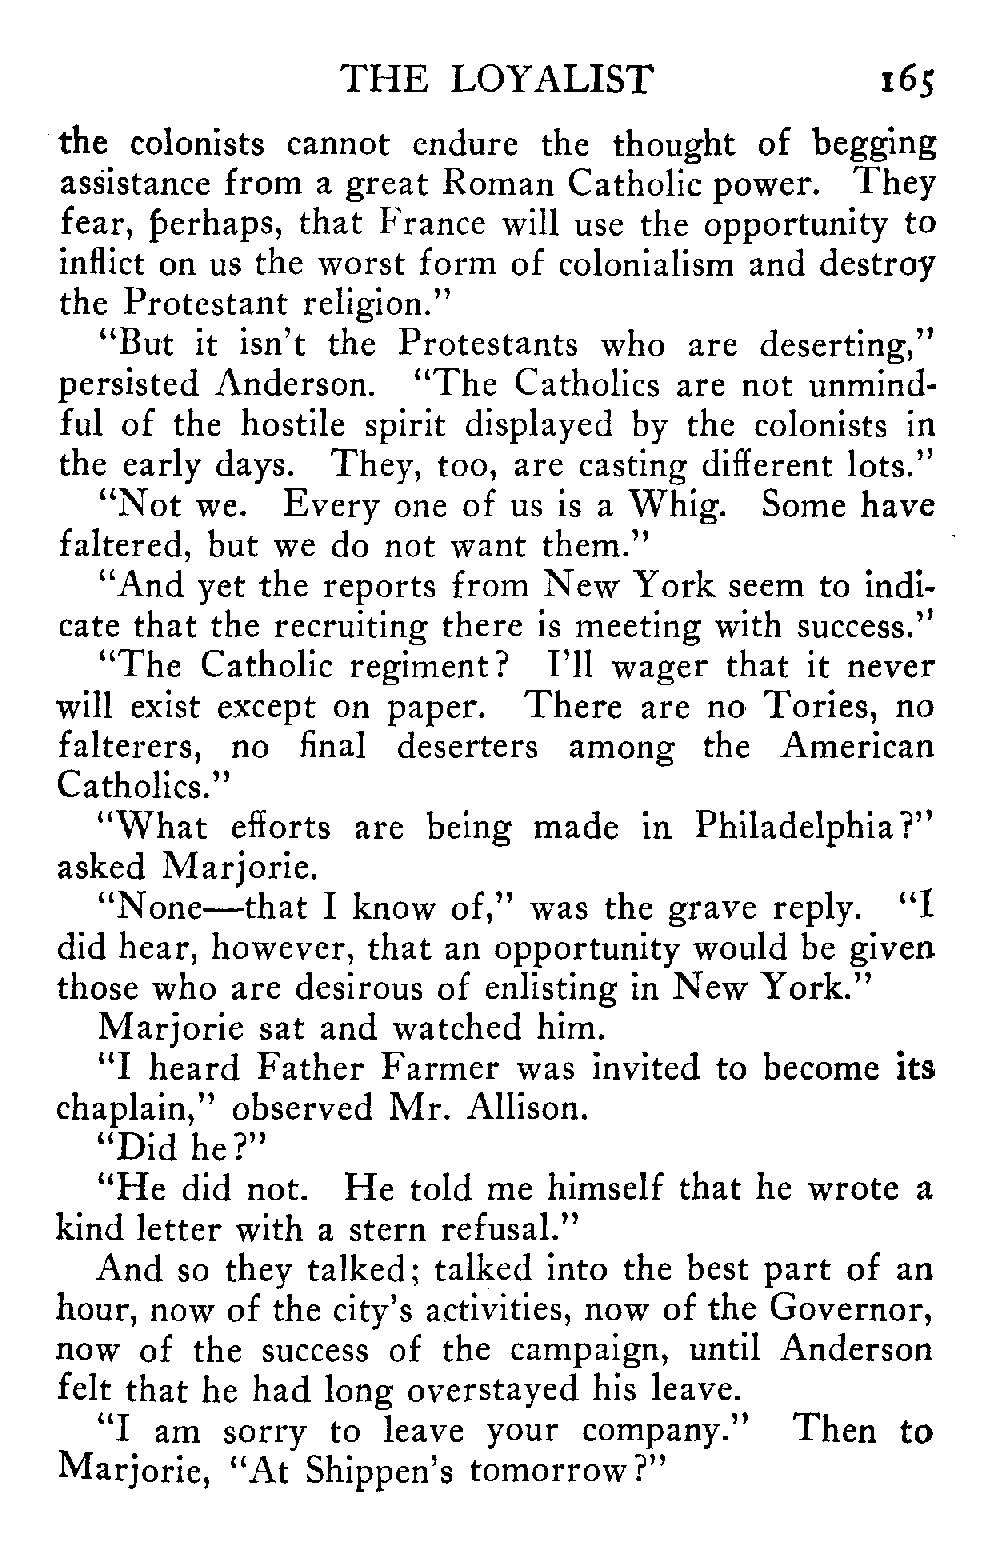 THE LOYALIST 165
the colonists cannot endure the thought of begging
assistance from a great Roman Catholic power. They
fear, perhaps, that France will use the opportunity to
inflict on us the worst form of colonialism and destroy
the Protestant religion."
"But it isn't the Protestants who are deserting,"
persisted Anderson. "The Catholics are not unmind-
ful of the hostile spirit displayed by the colonists in
the early days. They, too, are casting different lots."
"Not we. Every one of us is a Whig. Some have
faltered, but we do not want them."
"And yet the reports from New York seem to indi-
cate that the recruiting there is meeting with success."
"The Catholic regiment? I'll wager that it never
will exist except on paper. There are no Tories, no
falterers, no final deserters among the American
Catholics."
"What efforts are being made in Philadelphia?"
asked Marjorie.
"None—that I know of," was the grave reply. "I
did hear, however, that an opportunity would be given
those who are desirous of enlisting in New York."
Marjorie sat and watched him.
"I heard Father Farmer was invited to become its
chaplain," observed Mr. Allison.
"Did he?"
"He did not. He told me himself that he wrote a
kind letter with a stern refusal."
And so they talked; talked into the best part of an
hour, now of the city's activities, now of the Governor,
now of the success of the campaign, until Anderson
felt that he had long overstayed his leave.
"I am sorry to leave your company." Then to
Marjorie, "At Shippen's tomorrow?"